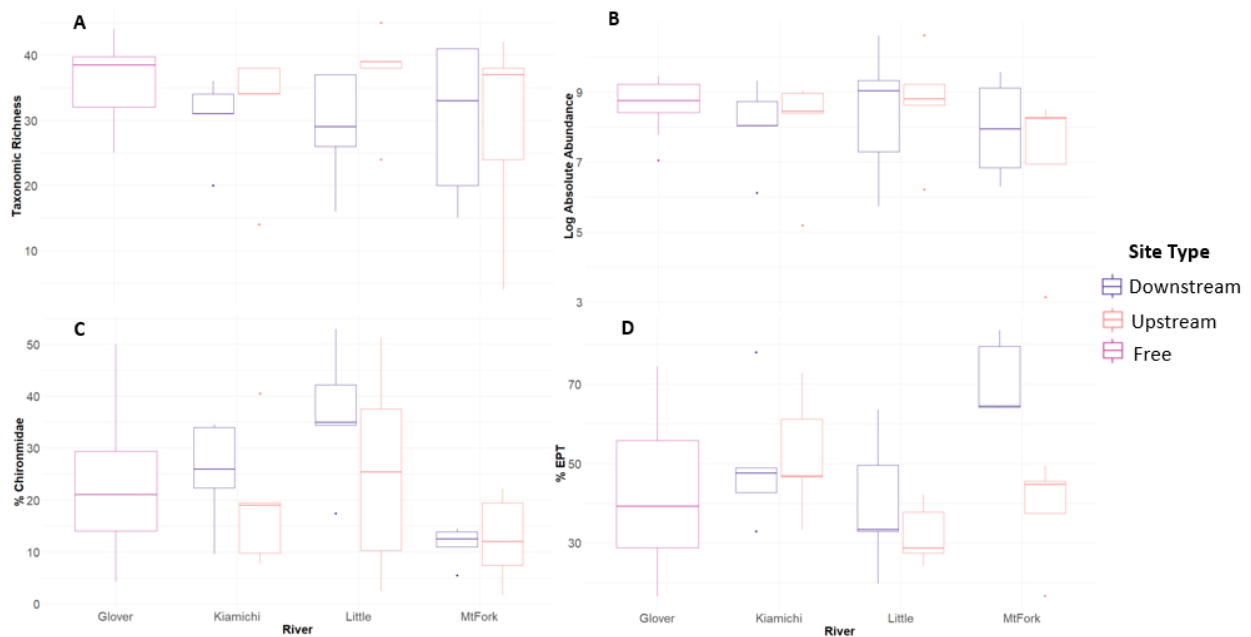 A
40
30
20
10
Taxonomic Richness
B
9
7
5
3
Log Absolute Abundance
C
50
40
30
20
10
0
% Chironmidae
Glover Kiamichi Little MtFork
River
D
70
50
30
% EPT
Glover Kiamichi Little MtFork
River
Site Type
Downstream
Upstream
Free